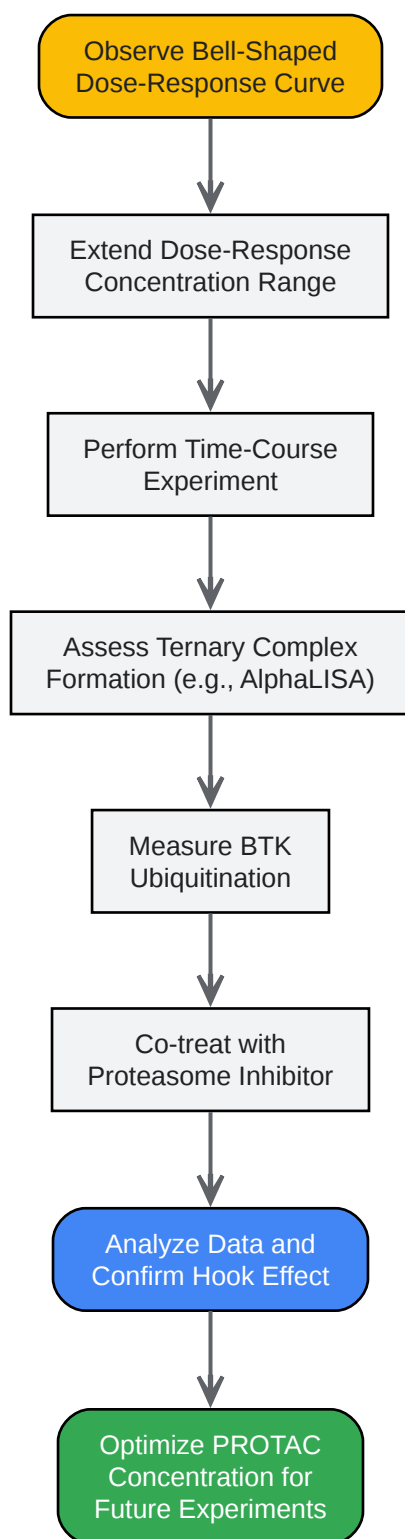 Observe Bell-Shaped
Dose-Response Curve
Extend Dose-Response
Concentration Range
Perform Time-Course
Experiment
Assess Ternary Complex
Formation (e.g., AlphaLISA)
Measure BTK
Ubiquitination
Co-treat with
Proteasome Inhibitor
Analyze Data and
Confirm Hook Effect
Optimize PROTAC
Concentration for
Future Experiments